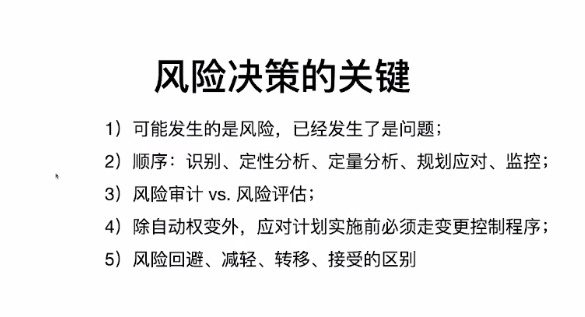 风险决策的关键
1）可能发生的是风险，已经发生了是问题；
2）顺序：识别、定性分析、定量分析、规划应对、监控；
3）风险审计 vs. 风险评估；
4）除自动权变外，应对计划实施前必须走变更控制程序；
5）风险回避、减轻、转移、接受的区别